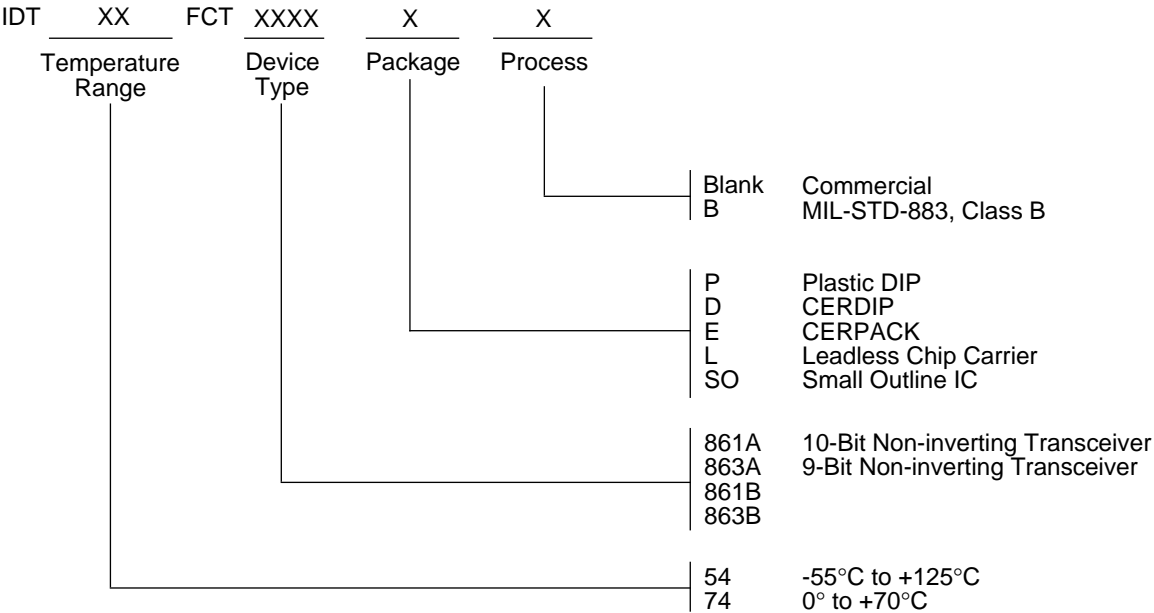 IDT XX FCT XXXX X X
Temperature Range
Device Type
Package
Process
Blank Commercial
B MIL-STD-883, Class B
P Plastic DIP
D CERDIP
E CERPACK
L Leadless Chip Carrier
SO Small Outline IC
861A 10-Bit Non-inverting Transceiver
863A 9-Bit Non-inverting Transceiver
861B
863B
54 -55°C to +125°C
74 0° to +70°C